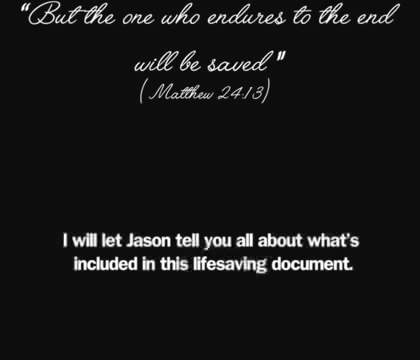 "But the one who endures to the end
will be saved"
(Matthew 24:13)
I will let Jason tell you all about what's
included in this lifesaving document.